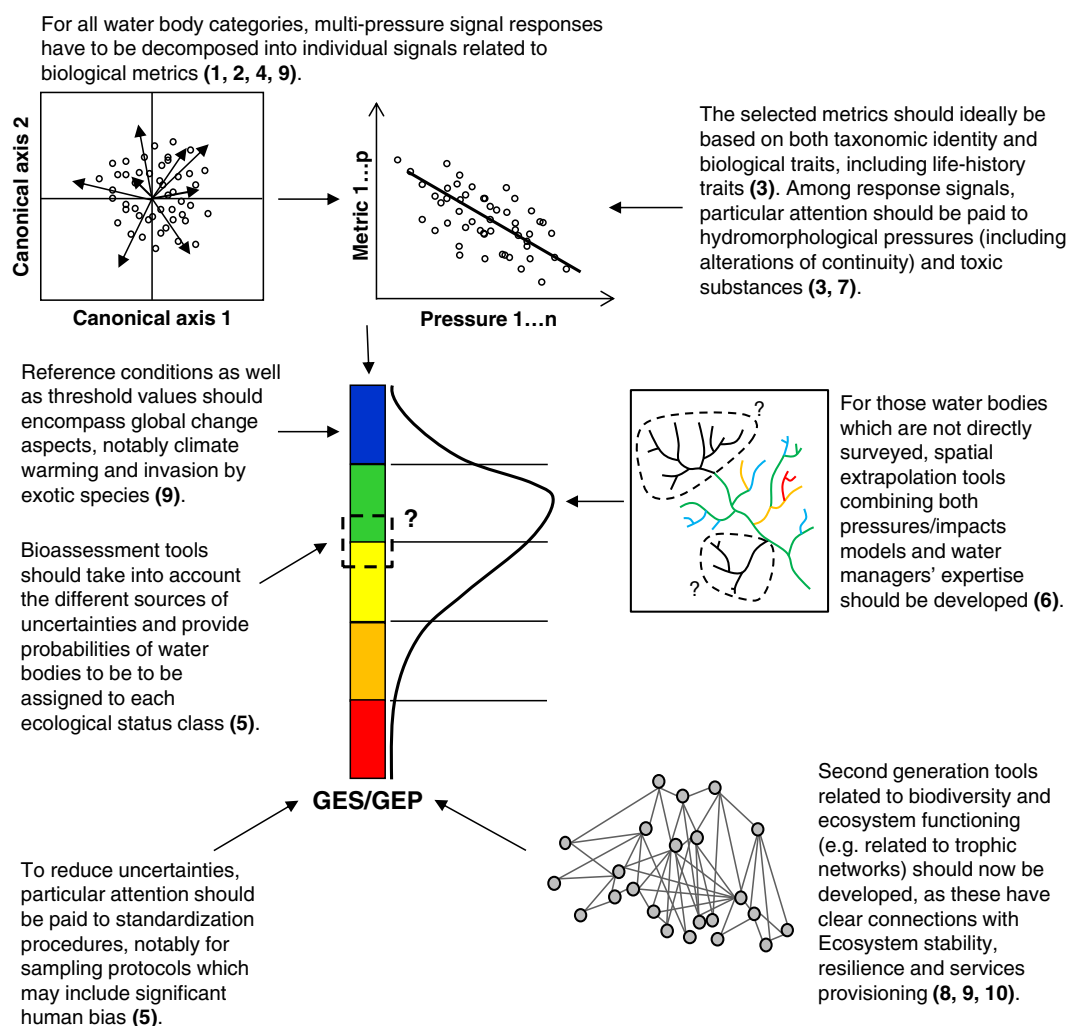 For all water body categories, multi-pressure signal responses
have to be decomposed into individual signals related to
biological metrics (1, 2, 4, 9).
Canonical axis 2
Canonical axis 1
Metric 1...p
Pressure 1...n
The selected metrics should ideally be
based on both taxonomic identity and
biological traits, including life-history
traits (3). Among response signals,
particular attention should be paid to
hydromorphological pressures (including
alterations of continuity) and toxic
substances (3, 7).
Reference conditions as well
as threshold values should
encompass global change
aspects, notably climate
warming and invasion by
exotic species (9).
?
Bioassessment tools
should take into account
the different sources of
uncertainties and provide
probabilities of water
bodies to be to be
assigned to each
ecological status class (5).
?
?
For those water bodies
which are not directly
surveyed, spatial
extrapolation tools
combining both
pressures/impacts
models and water
managers' expertise
should be developed (6).
GES/GEP
To reduce uncertainties,
particular attention should
be paid to standardization
procedures, notably for
sampling protocols which
may include significant
human bias (5).
Second generation tools
related to biodiversity and
ecosystem functioning
(e.g. related to trophic
networks) should now be
developed, as these have
clear connections with
Ecosystem stability,
resilience and services
provisioning (8, 9, 10).